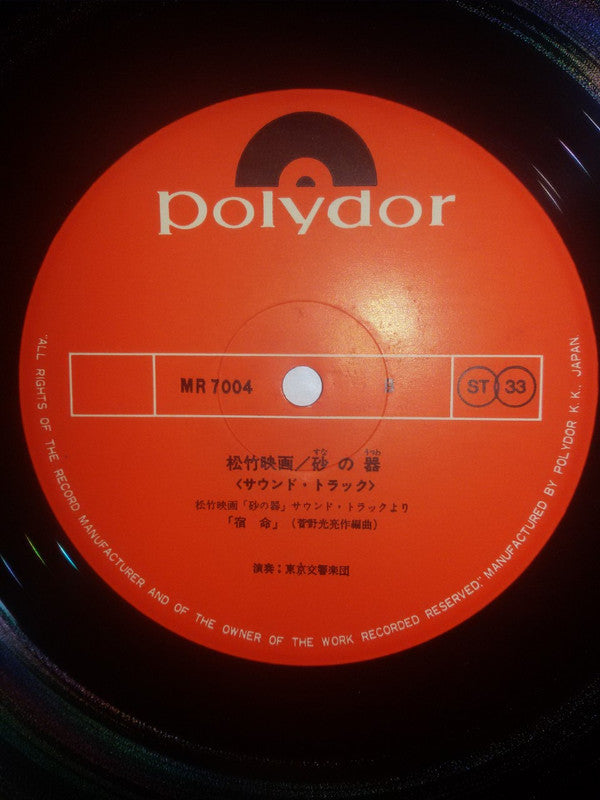 polydor
MR 7004
ST 33
松竹映画／砂の器
すな うつわ
〈サウンド・トラック〉
松竹映画「砂の器」サウンド・トラックより
「宿 命」（菅野光亮作編曲）
演奏：東京交響楽団
"ALL RIGHTS OF THE RECORD MANUFACTURER AND OF THE OWNER OF THE WORK RECORDED RESERVED." MANUFACTURED BY POLYDOR K.K., JAPAN.